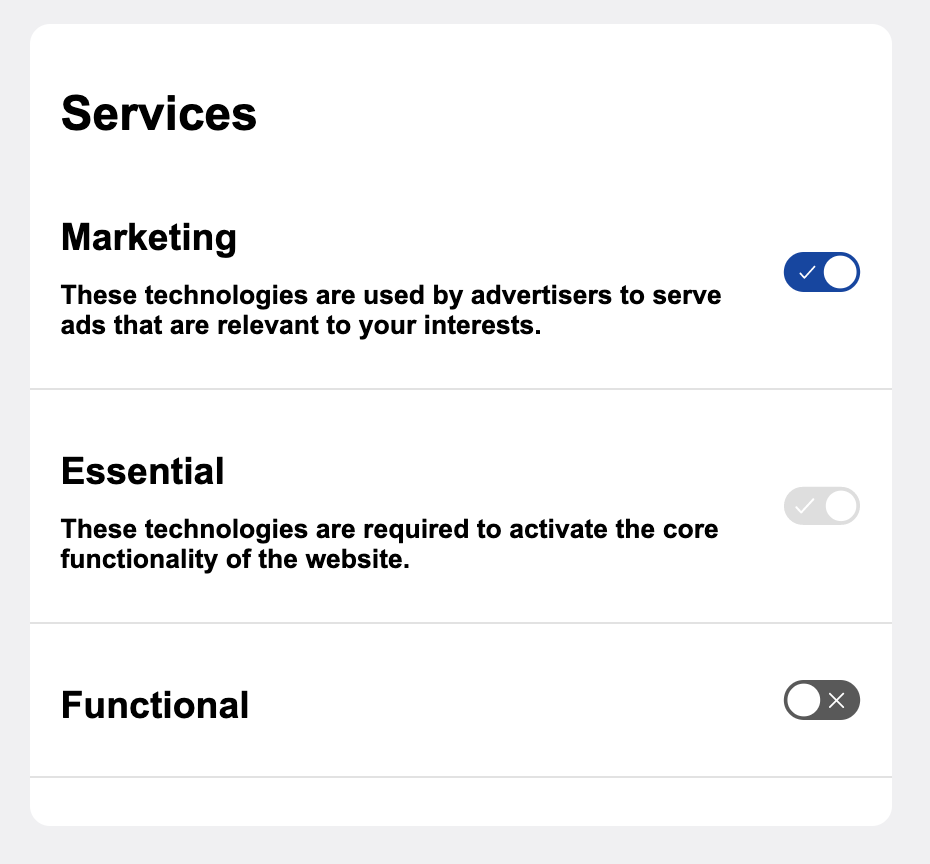 Services
Marketing
These technologies are used by advertisers to serve
ads that are relevant to your interests.
Essential
These technologies are required to activate the core
functionality of the website.
Functional